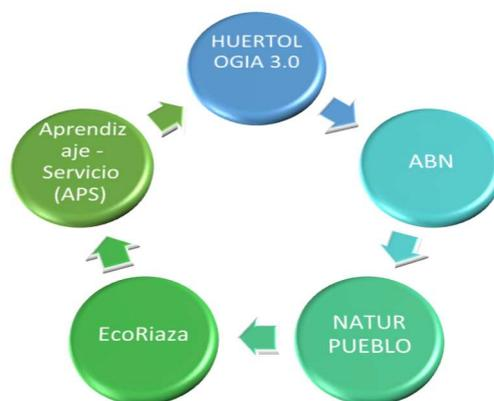 HUERTOL
OGIA 3.0
ABN
NATUR
PUEBLO
EcoRiaza
Aprendiz
aje -
Servicio
(APS)